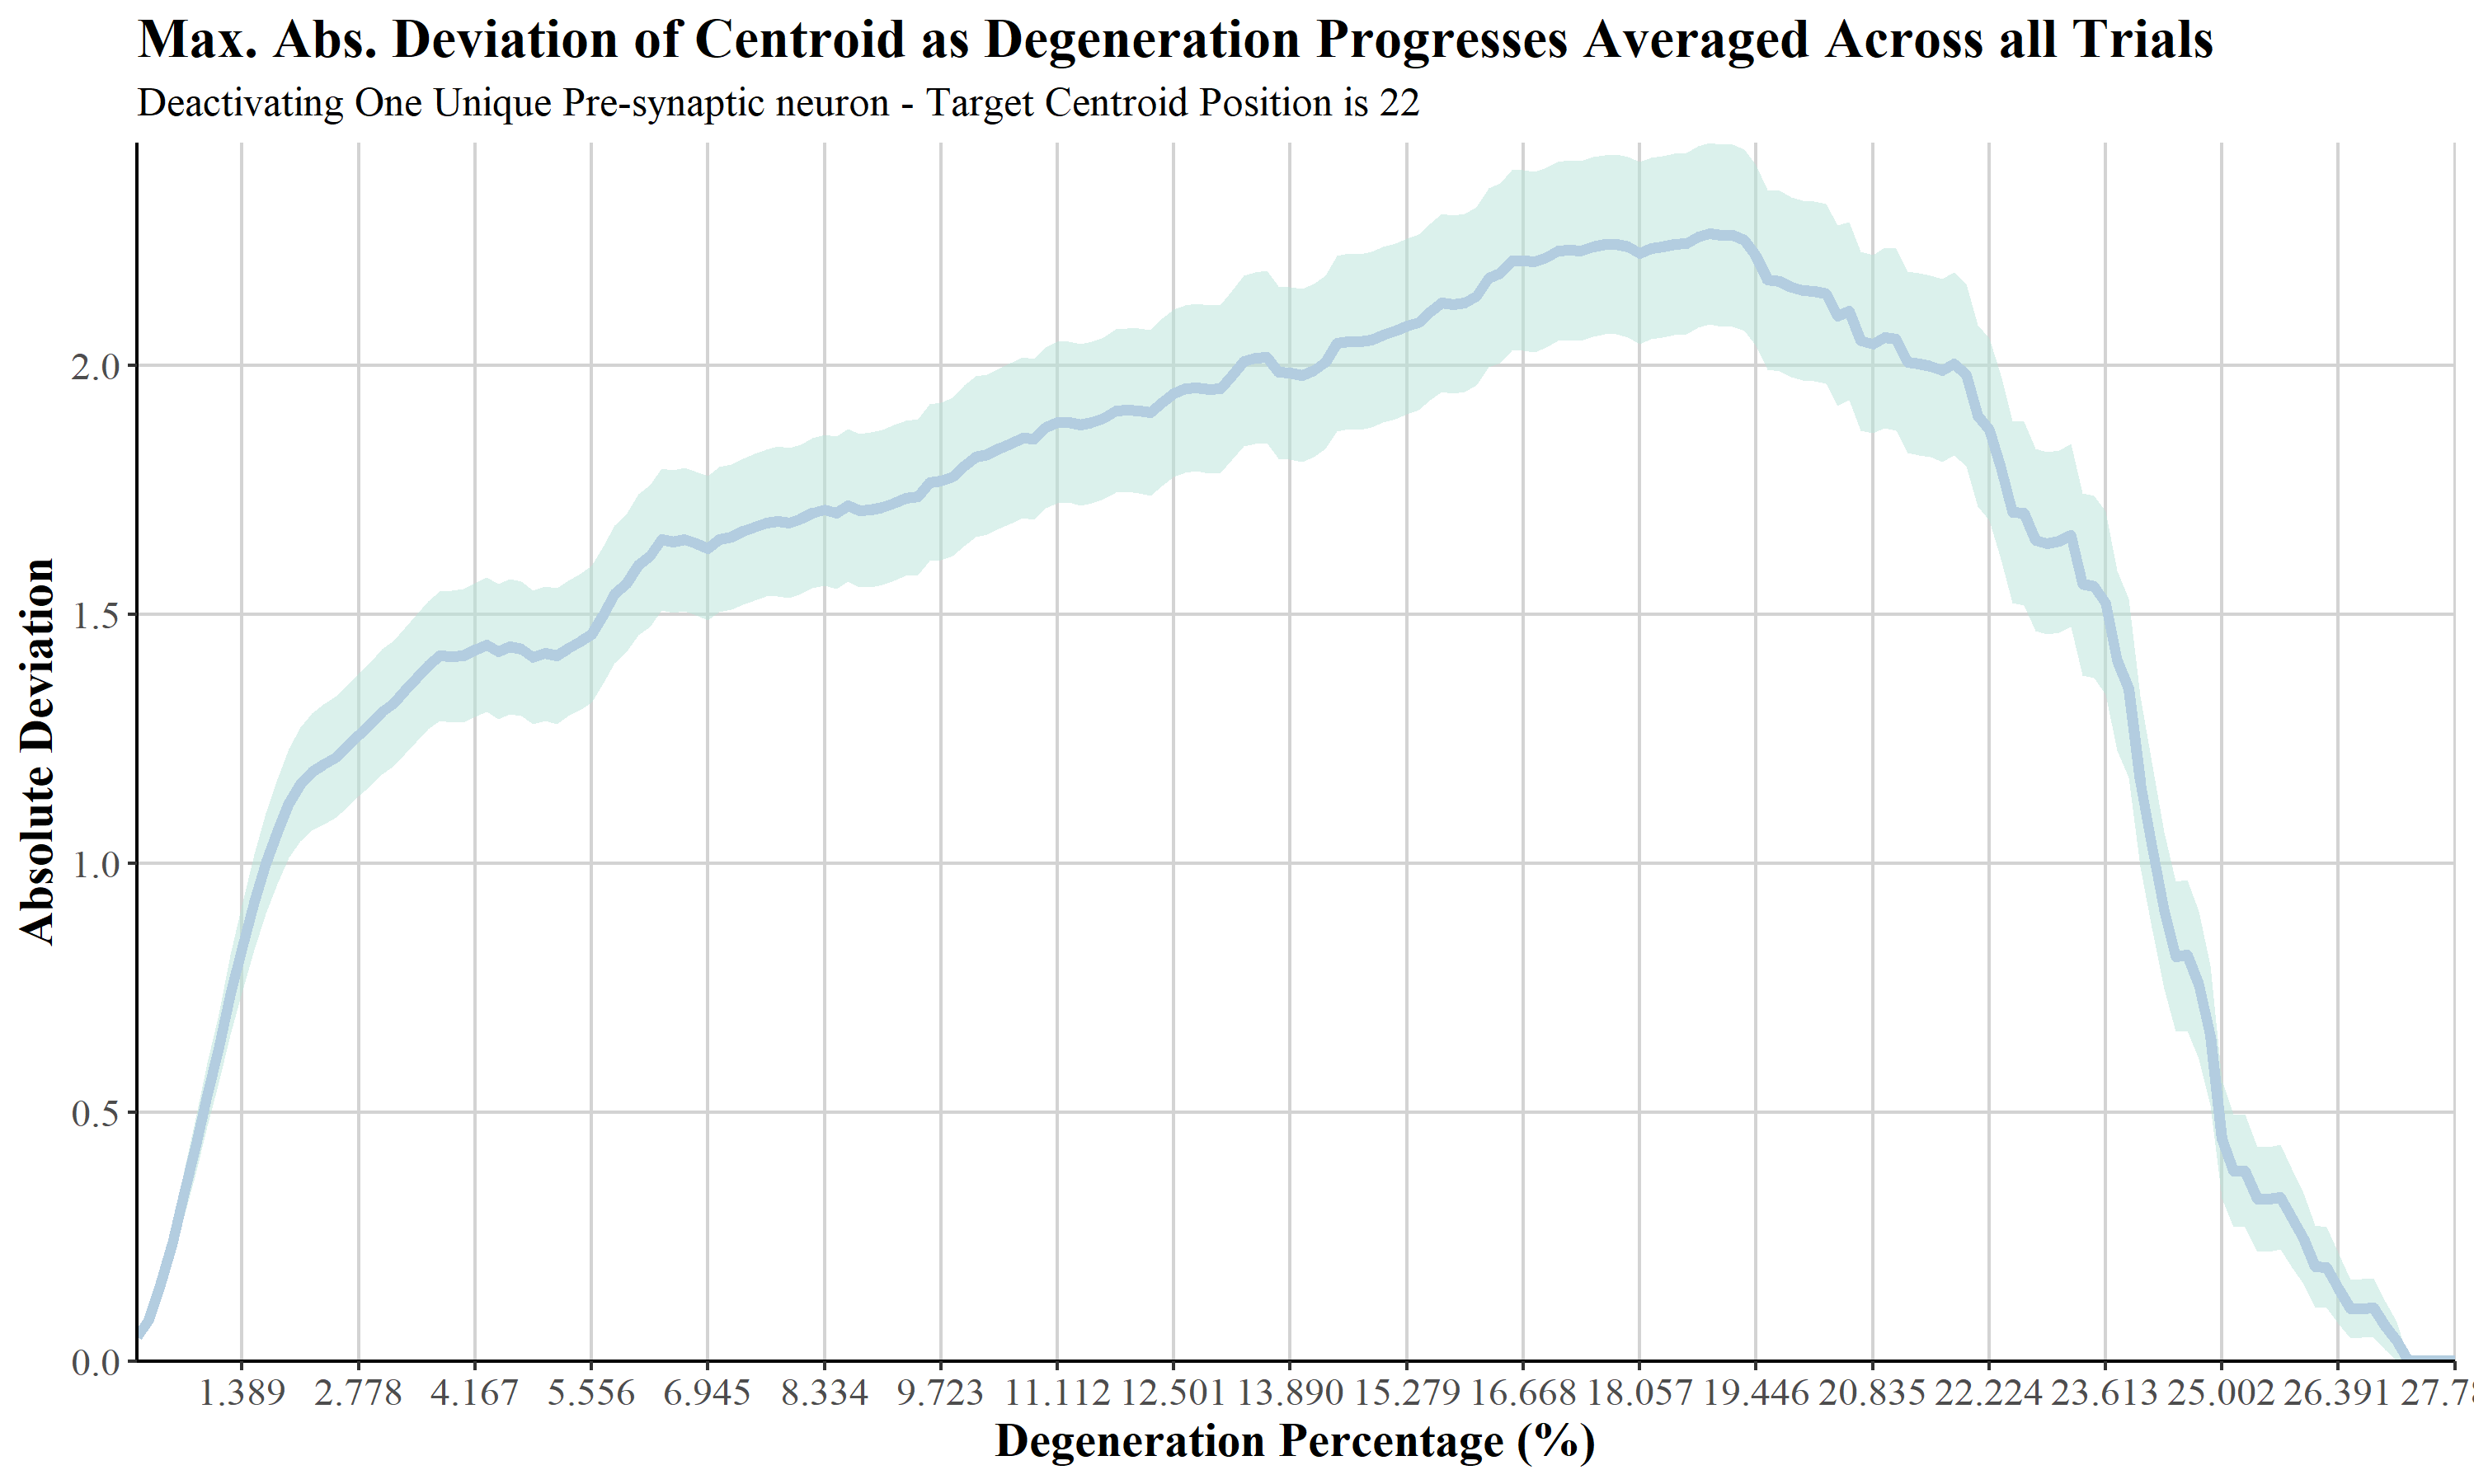 Max. Abs. Deviation of Centroid as Degeneration Progresses Averaged Across all Trials
Deactivating One Unique Pre-synaptic neuron - Target Centroid Position is 22
Absolute Deviation
2.0
1.5
1.0
0.5
0.0
1.389 2.778 4.167 5.556 6.945 8.334 9.723 11.112 12.501 13.890 15.279 16.668 18.057 19.446 20.835 22.224 23.613 25.002 26.391 27.78
Degeneration Percentage (%)